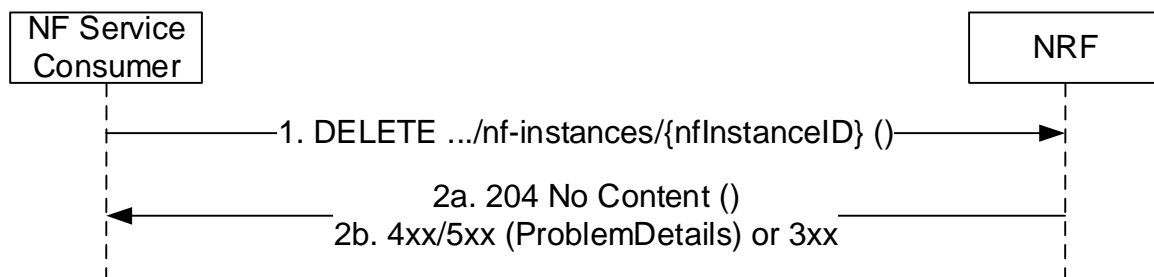 NF Service
Consumer
NRF
1. DELETE .../nf-instances/{nfInstanceID} ()
2a. 204 No Content ()
2b. 4xx/5xx (ProblemDetails) or 3xx